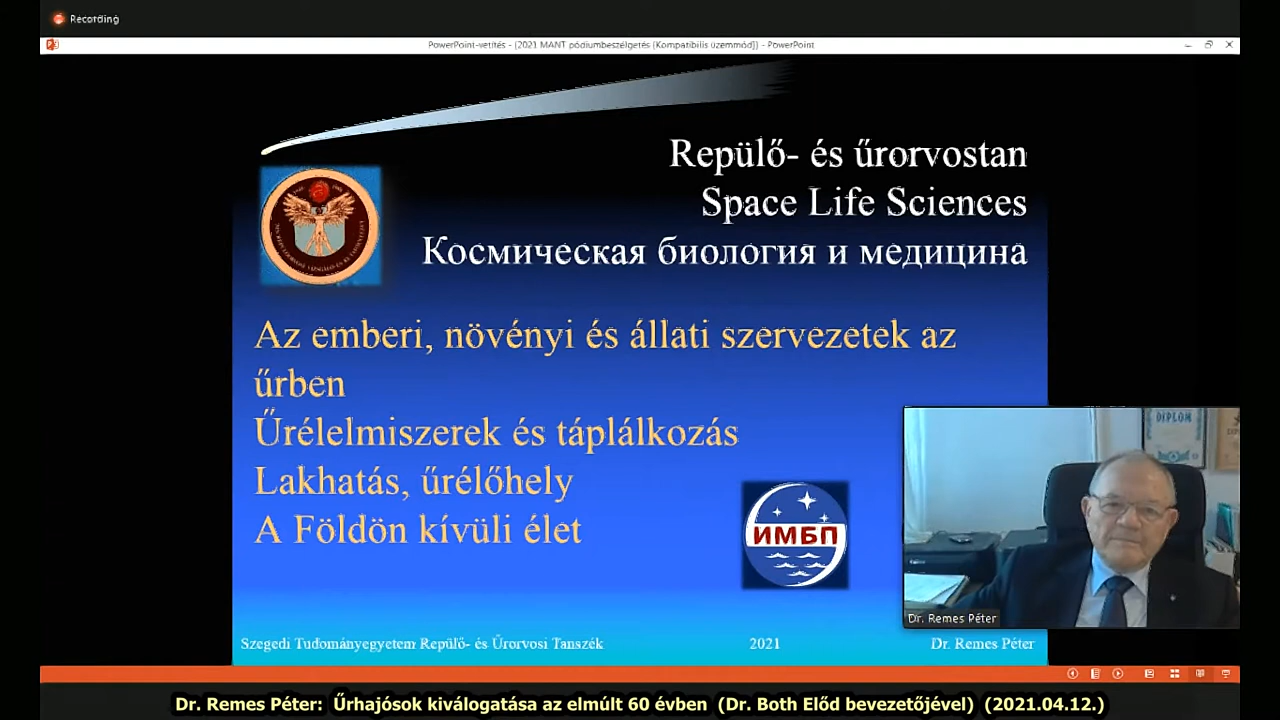 Recording
PowerPoint-vetítés - (2021 MANT pódiumbeszélgetés [Kompatibilis üzemmód]) - PowerPoint
Repülő- és űrorvostan
Space Life Sciences
Космическая биология и медицина
Az emberi, növényi és állati szervezetek az
űrben
Űrélelmiszerek és táplálkozás
Lakhatás, űrélőhely
A Földön kívüli élet
ИМБП
DIPLOM
Dr. Remes Péter
Szegedi Tudományegyetem Repülő- és Űrorvosi Tanszék
2021
Dr. Remes Péter
Dr. Remes Péter: Űrhajósok kiválogatása az elmúlt 60 évben (Dr. Both Előd bevezetőjével) (2021.04.12.)